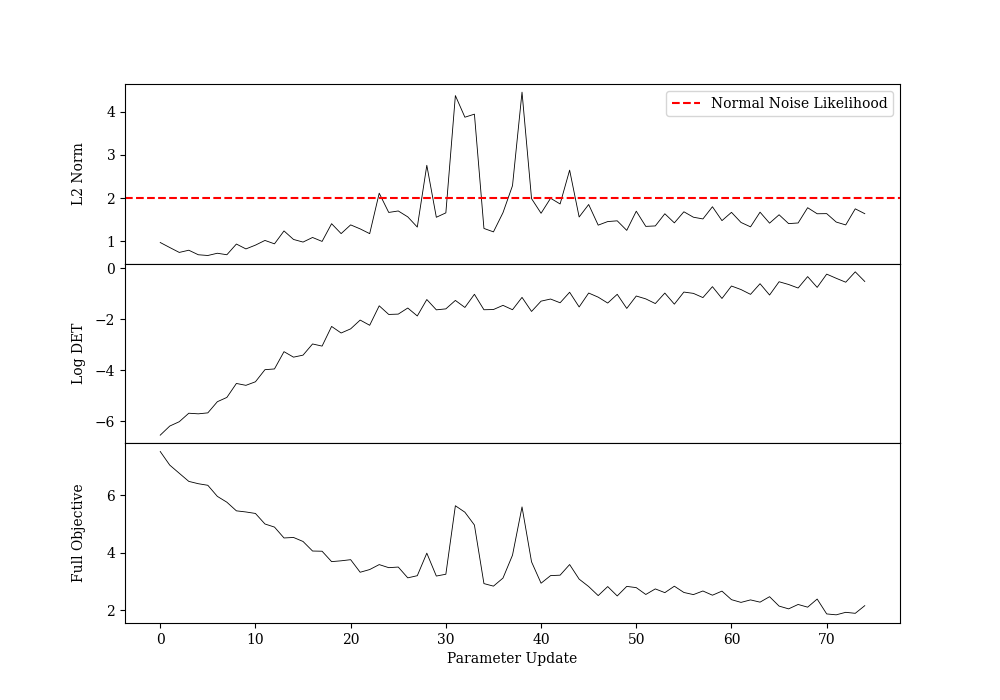 Normal Noise Likelihood
L2 Norm
4
3
2
1
Log DET
0
−2
−4
−6
Full Objective
6
4
2
0 10 20 30 40 50 60 70
Parameter Update